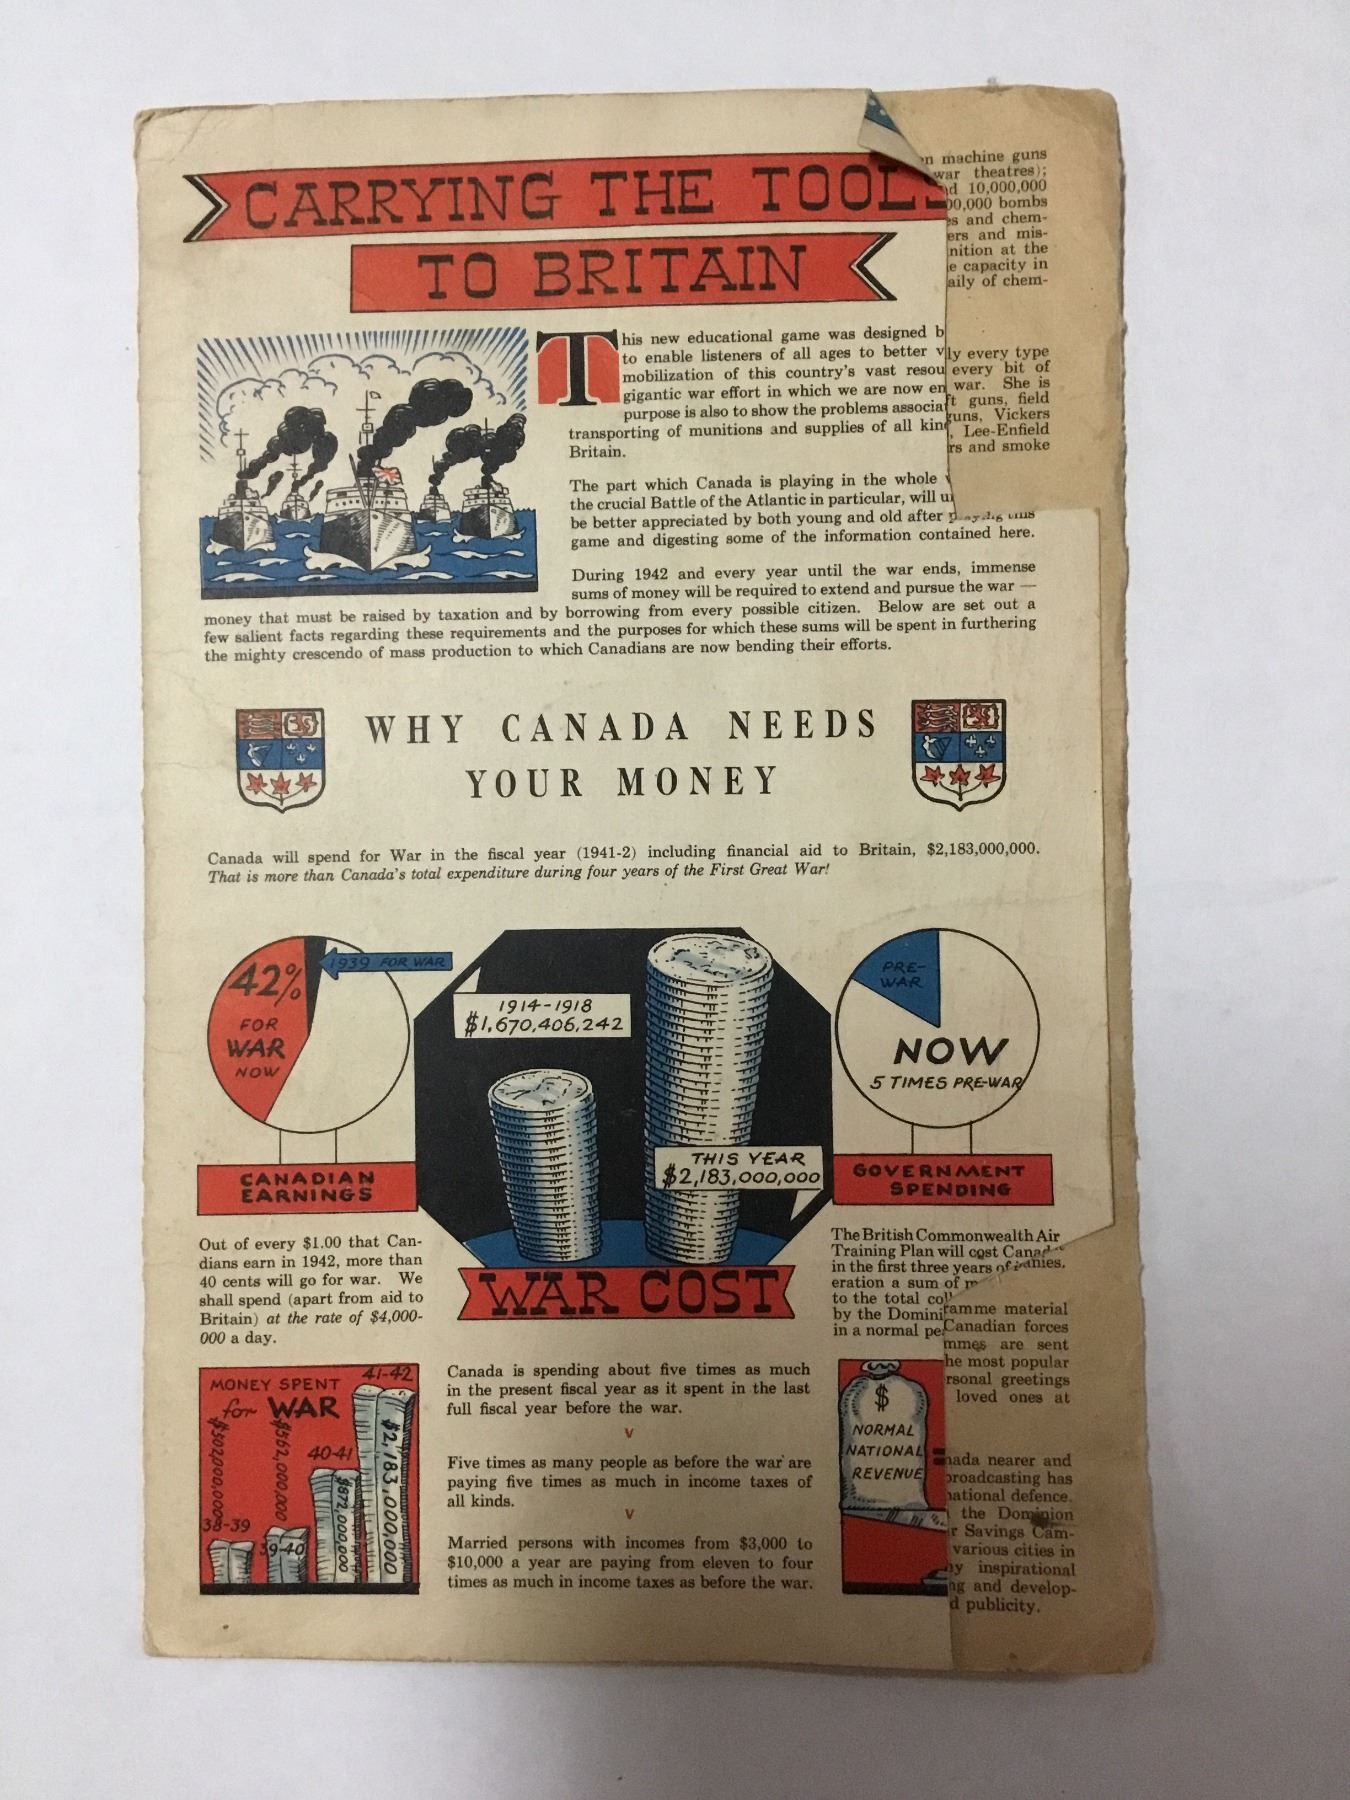 CARRYING THE TOOLS
TO BRITAIN
This new educational game was designed
to enable listeners of all ages to better
mobilization of this country's vast
gigantic war effort in which we are now
purpose is also to show the problems
transporting of munitions and supplies of all
Britain.
The part which Canada is playing in the whole
the crucial Battle of the Atlantic in particular, will
be better appreciated by both young and old after playing this
game and digesting some of the information contained here.
During 1942 and every year until the war ends, immense
sums of money will be required to extend and pursue the war —
money that must be raised by taxation and by borrowing from every possible citizen. Below are set out a
few salient facts regarding these requirements and the purposes for which these sums will be spent in furthering
the mighty crescendo of mass production to which Canadians are now bending their efforts.
machine guns
war theatres);
10,000,000
bombs
and chem-
and mis-
at the
capacity in
of chem-
every type
every bit of
war. She is
guns, field
Vickers
Lee-Enfield
and smoke
WHY CANADA NEEDS
YOUR MONEY
Canada will spend for War in the fiscal year (1941-2) including financial aid to Britain, $2,183,000,000.
That is more than Canada's total expenditure during four years of the First Great War!
42%
FOR
WAR
NOW
1939 FOR WAR
CANADIAN
EARNINGS
1914-1918
$1,670,406,242
THIS YEAR
$2,183,000,000
WAR COST
PRE-
WAR
NOW
5 TIMES PRE-WAR
GOVERNMENT
SPENDING
Out of every $1.00 that Can-
dians earn in 1942, more than
40 cents will go for war. We
shall spend (apart from aid to
Britain) at the rate of $4,000-
000 a day.
MONEY SPENT
for WAR
38-39
$502,000,000
39-40
$562,000,000
40-41
$872,000,000
41-42
$2,183,000,000
Canada is spending about five times as much
in the present fiscal year as it spent in the last
full fiscal year before the war.
v
Five times as many people as before the war are
paying five times as much in income taxes of
all kinds.
v
Married persons with incomes from $3,000 to
$10,000 a year are paying from eleven to four
times as much in income taxes as before the war.
The British Commonwealth Air
Training Plan will cost
in the first three years of
eration a sum of
to the total
by the
in a normal
$
NORMAL
NATIONAL
REVENUE
material
Canadian forces
are sent
most popular
greetings
loved ones at
nearer and
broadcasting has
national defence.
the Dominion
Savings Cam-
various cities in
inspirational
and develop-
publicity.